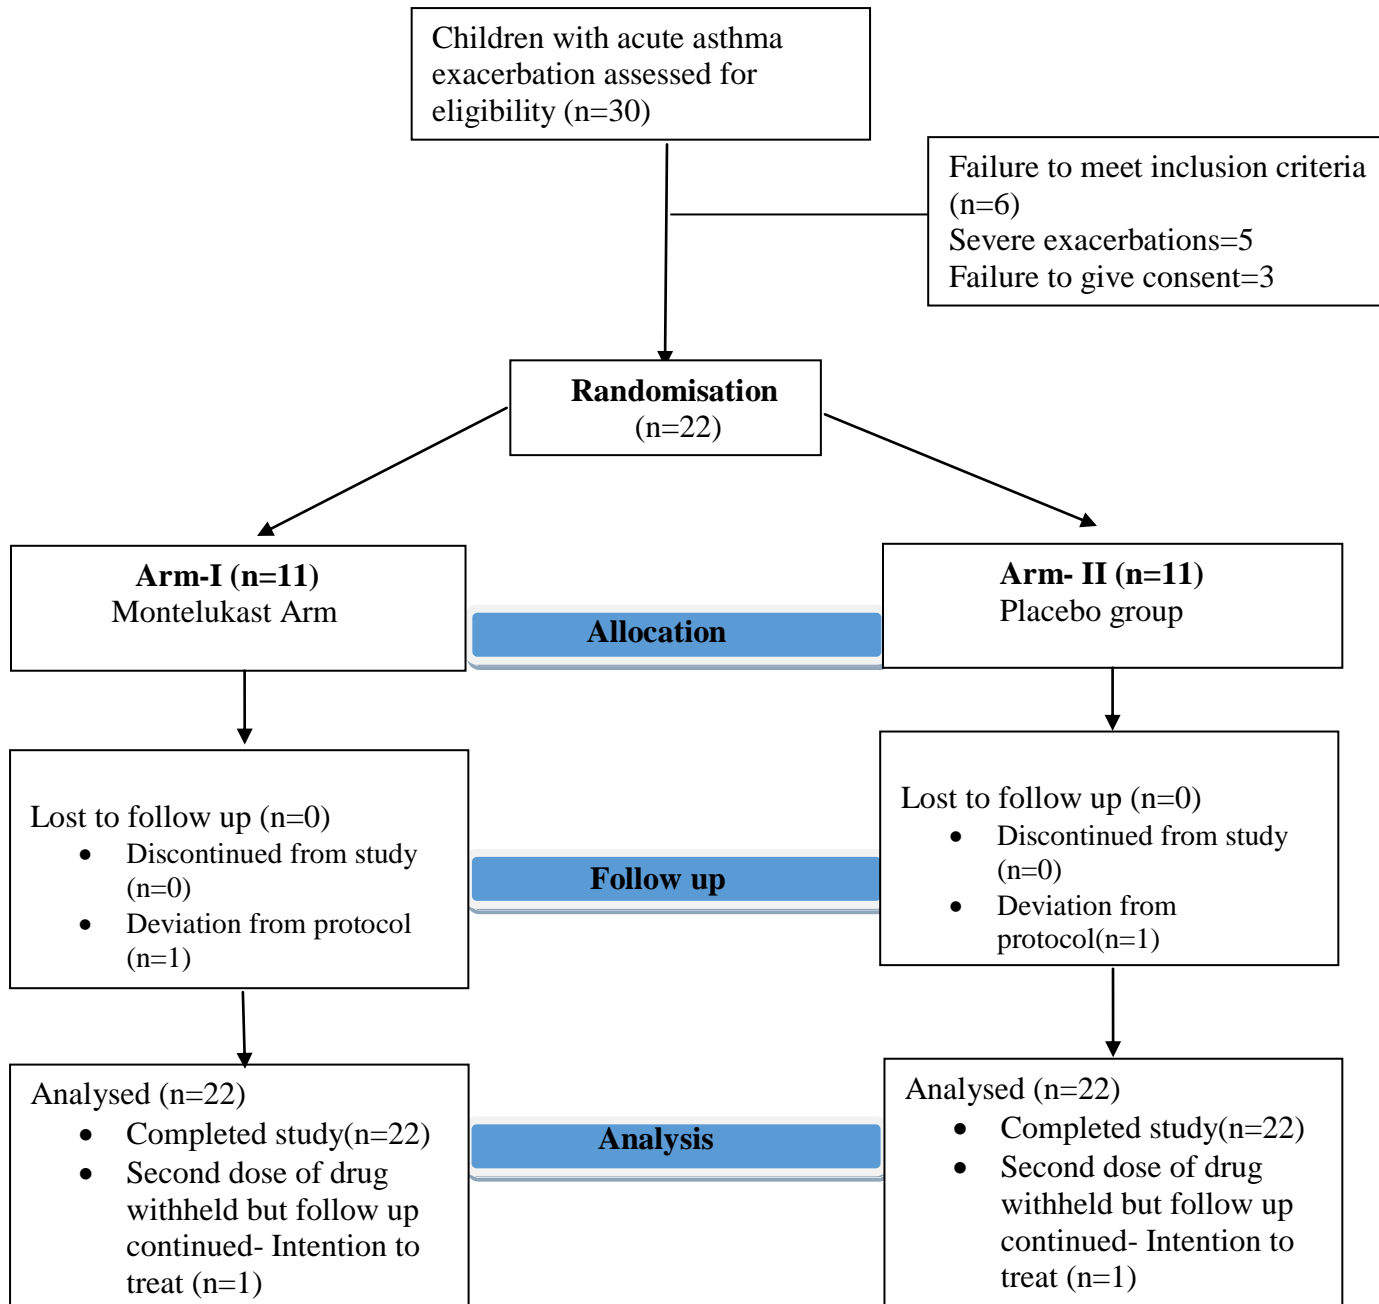 Children with acute asthma
exacerbation assessed for
eligibility (n=30)
Failure to meet inclusion criteria
(n=6)
Severe exacerbations=5
Failure to give consent=3
Randomisation
(n=22)
Arm-I (n=11)
Montelukast Arm
Arm- II (n=11)
Placebo group
Allocation
Lost to follow up (n=0)
• Discontinued from study
(n=0)
• Deviation from protocol
(n=1)
Lost to follow up (n=0)
• Discontinued from study
(n=0)
• Deviation from
protocol(n=1)
Follow up
Analysed (n=22)
• Completed study(n=22)
• Second dose of drug
withheld but follow up
continued- Intention to
treat (n=1)
Analysed (n=22)
• Completed study(n=22)
• Second dose of drug
withheld but follow up
continued- Intention to
treat (n=1)
Analysis